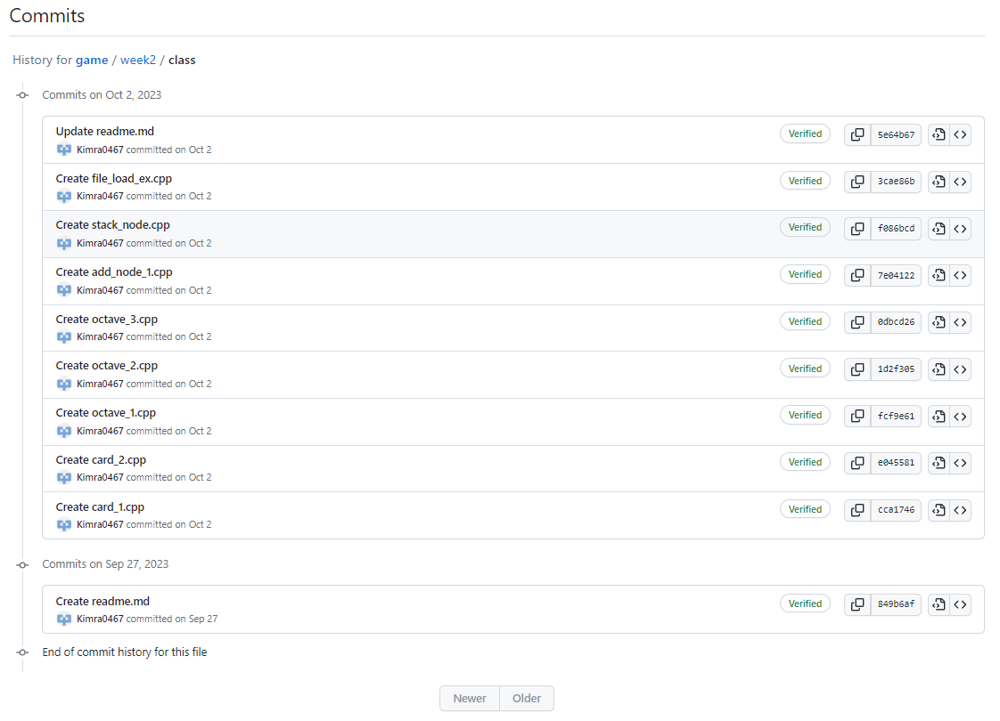 Commits
History for game / week2 / class
Commits on Oct 2, 2023
Update readme.md
Verified
5e64b67
Kimra0467 committed on Oct 2
Create file_load_ex.cpp
Verified
3cae86b
Kimra0467 committed on Oct 2
Create stack_node.cpp
Verified
f086bcd
Kimra0467 committed on Oct 2
Create add_node_1.cpp
Verified
7e04122
Kimra0467 committed on Oct 2
Create octave_3.cpp
Verified
0dbcd26
Kimra0467 committed on Oct 2
Create octave_2.cpp
Verified
1d2f305
Kimra0467 committed on Oct 2
Create octave_1.cpp
Verified
fcf9e61
Kimra0467 committed on Oct 2
Create card_2.cpp
Verified
e045581
Kimra0467 committed on Oct 2
Create card_1.cpp
Verified
cca1746
Kimra0467 committed on Oct 2
Commits on Sep 27, 2023
Create readme.md
Verified
849b6af
Kimra0467 committed on Sep 27
End of commit history for this file
Newer
Older